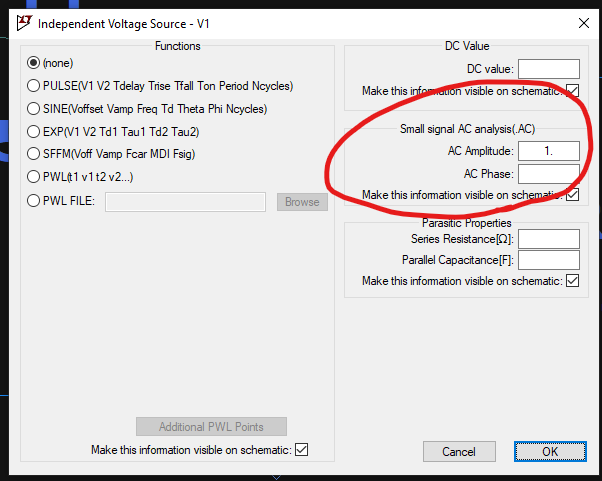 Independent Voltage Source - V1
Functions
(none)
PULSE(V1 V2 Tdelay Trise Tfall Ton Period Ncycles)
SINE(Voffset Vamp Freq Td Theta Phi Ncycles)
EXP(V1 V2 Td1 Tau1 Td2 Tau2)
SFFM(Voff Vamp Fcar MDI Fsig)
PWL(t1 v1 t2 v2...)
PWL FILE:
Browse
Additional PWL Points
Make this information visible on schematic:
DC Value
DC value:
Make this information visible on schematic:
Small signal AC analysis(.AC)
AC Amplitude: 1.
AC Phase:
Make this information visible on schematic:
Parasitic Properties
Series Resistance[Ω]:
Parallel Capacitance[F]:
Make this information visible on schematic:
Cancel
OK